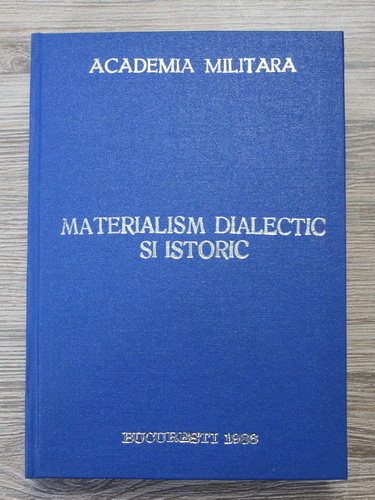 ACADEMIA MILITARA
MATERIALISM DIALECTIC
SI ISTORIC
BUCURESTI 1988